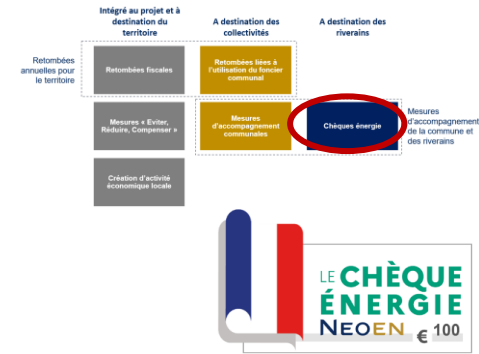 Intégré au projet et à
destination du
territoire
A destination des
collectivités
A destination des
riverains
Retombées
annuelles pour
le territoire
Retombées fiscales
Retombées liées à
l'utilisation du foncier
communal
Mesures « Eviter,
Réduire, Compenser »
Mesures
d'accompagnement
communales
Chèques énergie
Mesures
d'accompagnement
de la commune et
des riverains
Création d'activité
économique locale
LE CHÈQUE
ÉNERGIE
NEOEN € 100